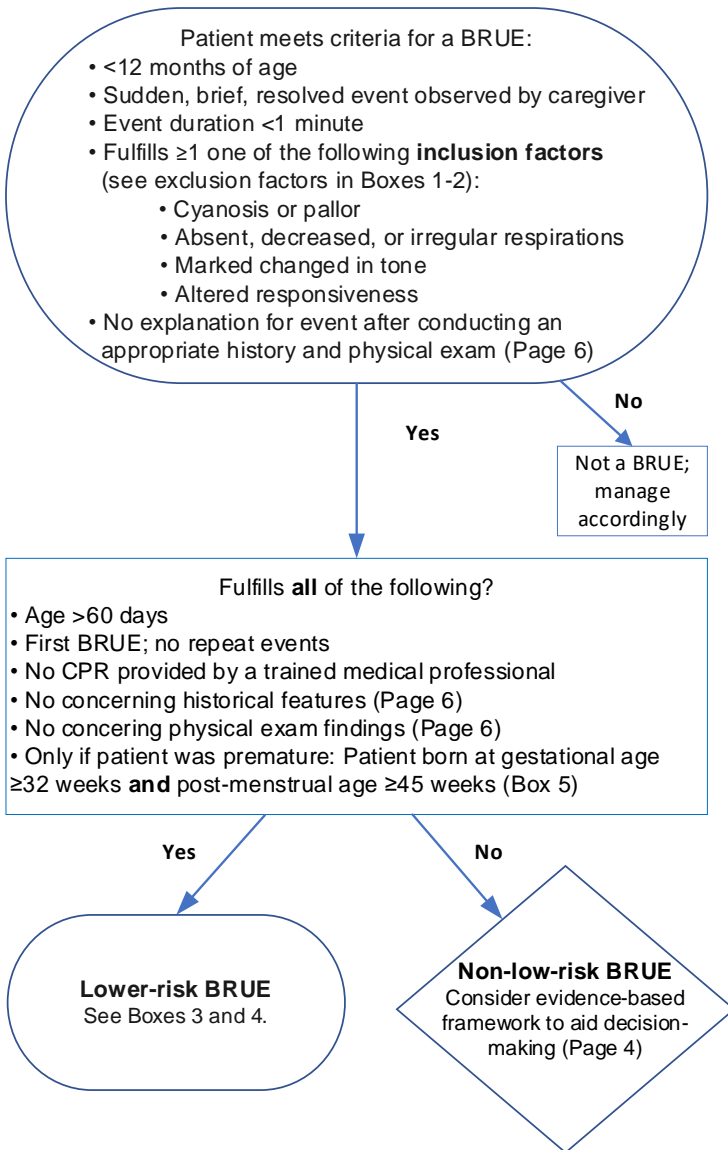 Patient meets criteria for a BRUE:
• <12 months of age
• Sudden, brief, resolved event observed by caregiver
• Event duration <1 minute
• Fulfills ≥1 one of the following inclusion factors
(see exclusion factors in Boxes 1-2):
• Cyanosis or pallor
• Absent, decreased, or irregular respirations
• Marked changed in tone
• Altered responsiveness
• No explanation for event after conducting an
appropriate history and physical exam (Page 6)
No
Yes
Not a BRUE;
manage
accordingly
Fulfills all of the following?
• Age >60 days
• First BRUE; no repeat events
• No CPR provided by a trained medical professional
• No concerning historical features (Page 6)
• No concering physical exam findings (Page 6)
• Only if patient was premature: Patient born at gestational age
≥32 weeks and post-menstrual age ≥45 weeks (Box 5)
Yes
No
Lower-risk BRUE
See Boxes 3 and 4.
Non-low-risk BRUE
Consider evidence-based
framework to aid decision-
making (Page 4)